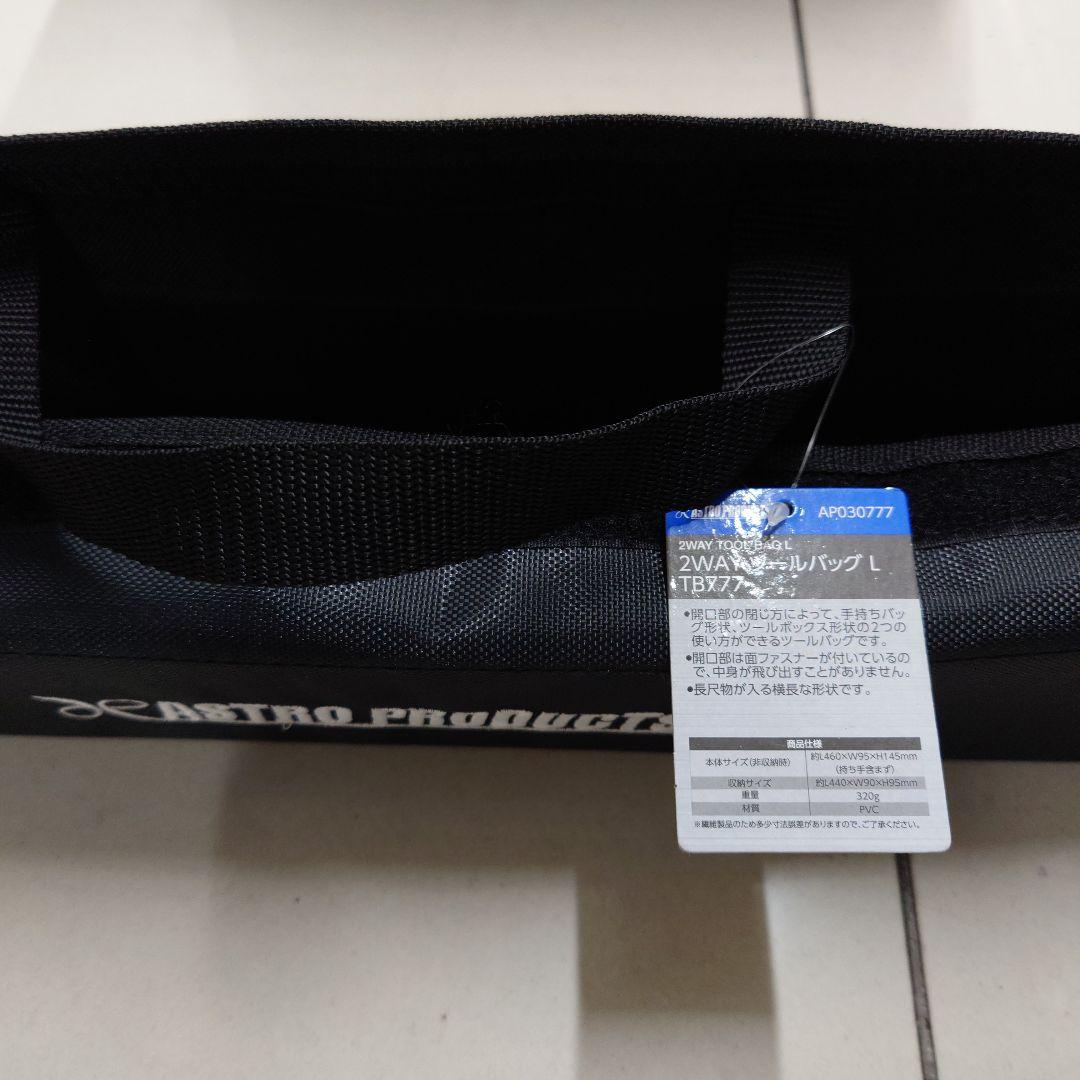 ASTRO PRODUCTS
AP030777
2WAY TOOL BAG L
2WAY ツールバッグ L
TB777
•開口部の閉じ方によって、手持ちバッ
グ形状、ツールボックス形状の2つの
使い方ができるツールバッグです。
•開口部は面ファスナーが付いているの
で、中身が飛び出すことがありません。
•長尺物が入る横長な形状です。
商品仕様
本体サイズ(非収納時) 約L460×W95×H145mm
(持ち手含まず)
収納サイズ 約L440×W90×H95mm
重量 320g
材質 PVC
※繊維製品のため多少寸法誤差がありますので、ご了承ください。
ASTRO PRODUCTS